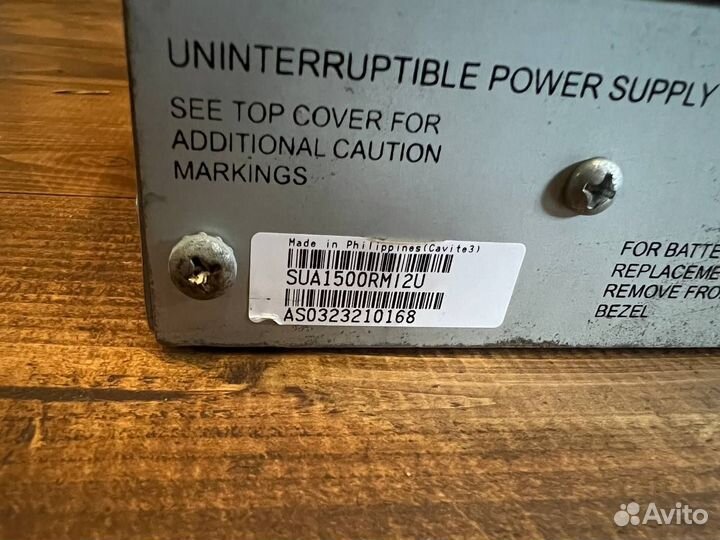 UNINTERRUPTIBLE POWER SUPPLY
SEE TOP COVER FOR
ADDITIONAL CAUTION
MARKINGS
Made in Philippines(Cavite3)
SUA1500RMI2U
AS0323210168
FOR BATTE
REPLACEME
REMOVE FRO
BEZEL
Avito